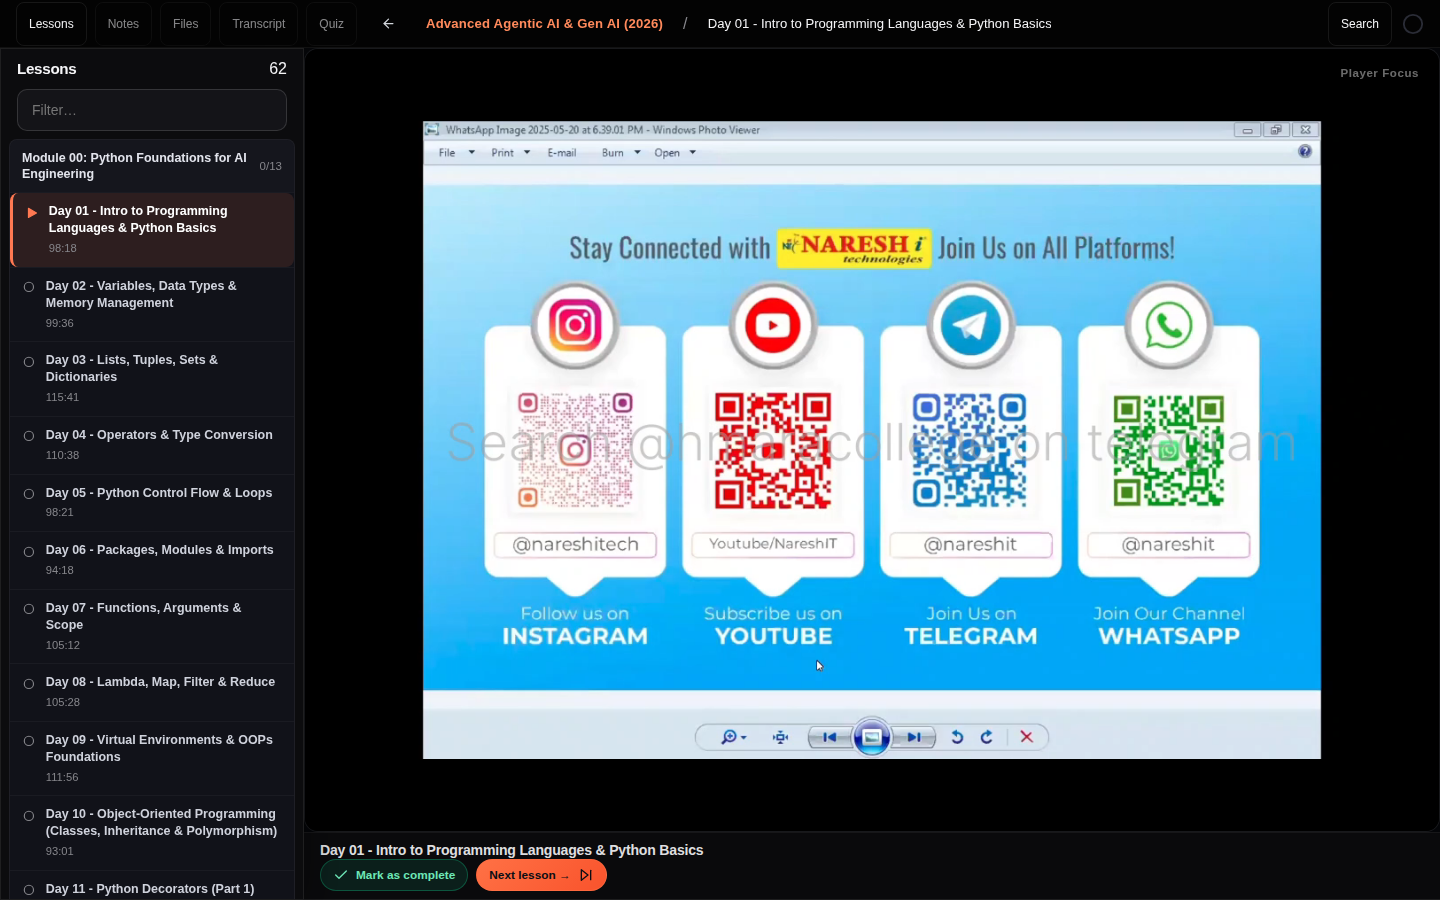 Lessons
Notes
Files
Transcript
Quiz
Advanced Agentic AI & Gen AI (2026)
/
Day 01 - Intro to Programming Languages & Python Basics
Search
Lessons
62
Filter...
Module 00: Python Foundations for AI
Engineering
0/13
Day 01 - Intro to Programming
Languages & Python Basics
98:18
Day 02 - Variables, Data Types &
Memory Management
99:36
Day 03 - Lists, Tuples, Sets &
Dictionaries
115:41
Day 04 - Operators & Type Conversion
110:38
Day 05 - Python Control Flow & Loops
98:21
Day 06 - Packages, Modules & Imports
94:18
Day 07 - Functions, Arguments &
Scope
105:12
Day 08 - Lambda, Map, Filter & Reduce
105:28
Day 09 - Virtual Environments & OOPs
Foundations
111:56
Day 10 - Object-Oriented Programming
(Classes, Inheritance & Polymorphism)
93:01
Day 11 - Python Decorators (Part 1)
Player Focus
WhatsApp Image 2025-05-20 at 6.39.01 PM - Windows Photo Viewer
File
Print
E-mail
Burn
Open
Stay Connected with NARESH i technologies Join Us on All Platforms!
Search @hmaracollege on telegram
@nareshitech
Youtube/NareshIT
@nareshit
@nareshit
Follow us on
INSTAGRAM
Subscribe us on
YOUTUBE
Join Us on
TELEGRAM
Join Our Channel
WHATSAPP
Day 01 - Intro to Programming Languages & Python Basics
Mark as complete
Next lesson →